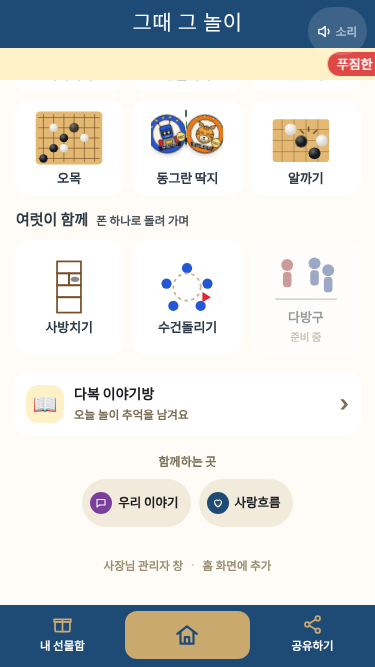 그때 그 놀이
소리
푸짐한
오목
동그란 딱지
알까기
여럿이 함께 폰 하나로 돌려 가며
사방치기
수건돌리기
다방구
준비 중
다복 이야기방
오늘 놀이 추억을 남겨요
함께하는 곳
우리 이야기
사랑흐름
사장님 관리자 창 · 홈 화면에 추가
내 선물함
공유하기